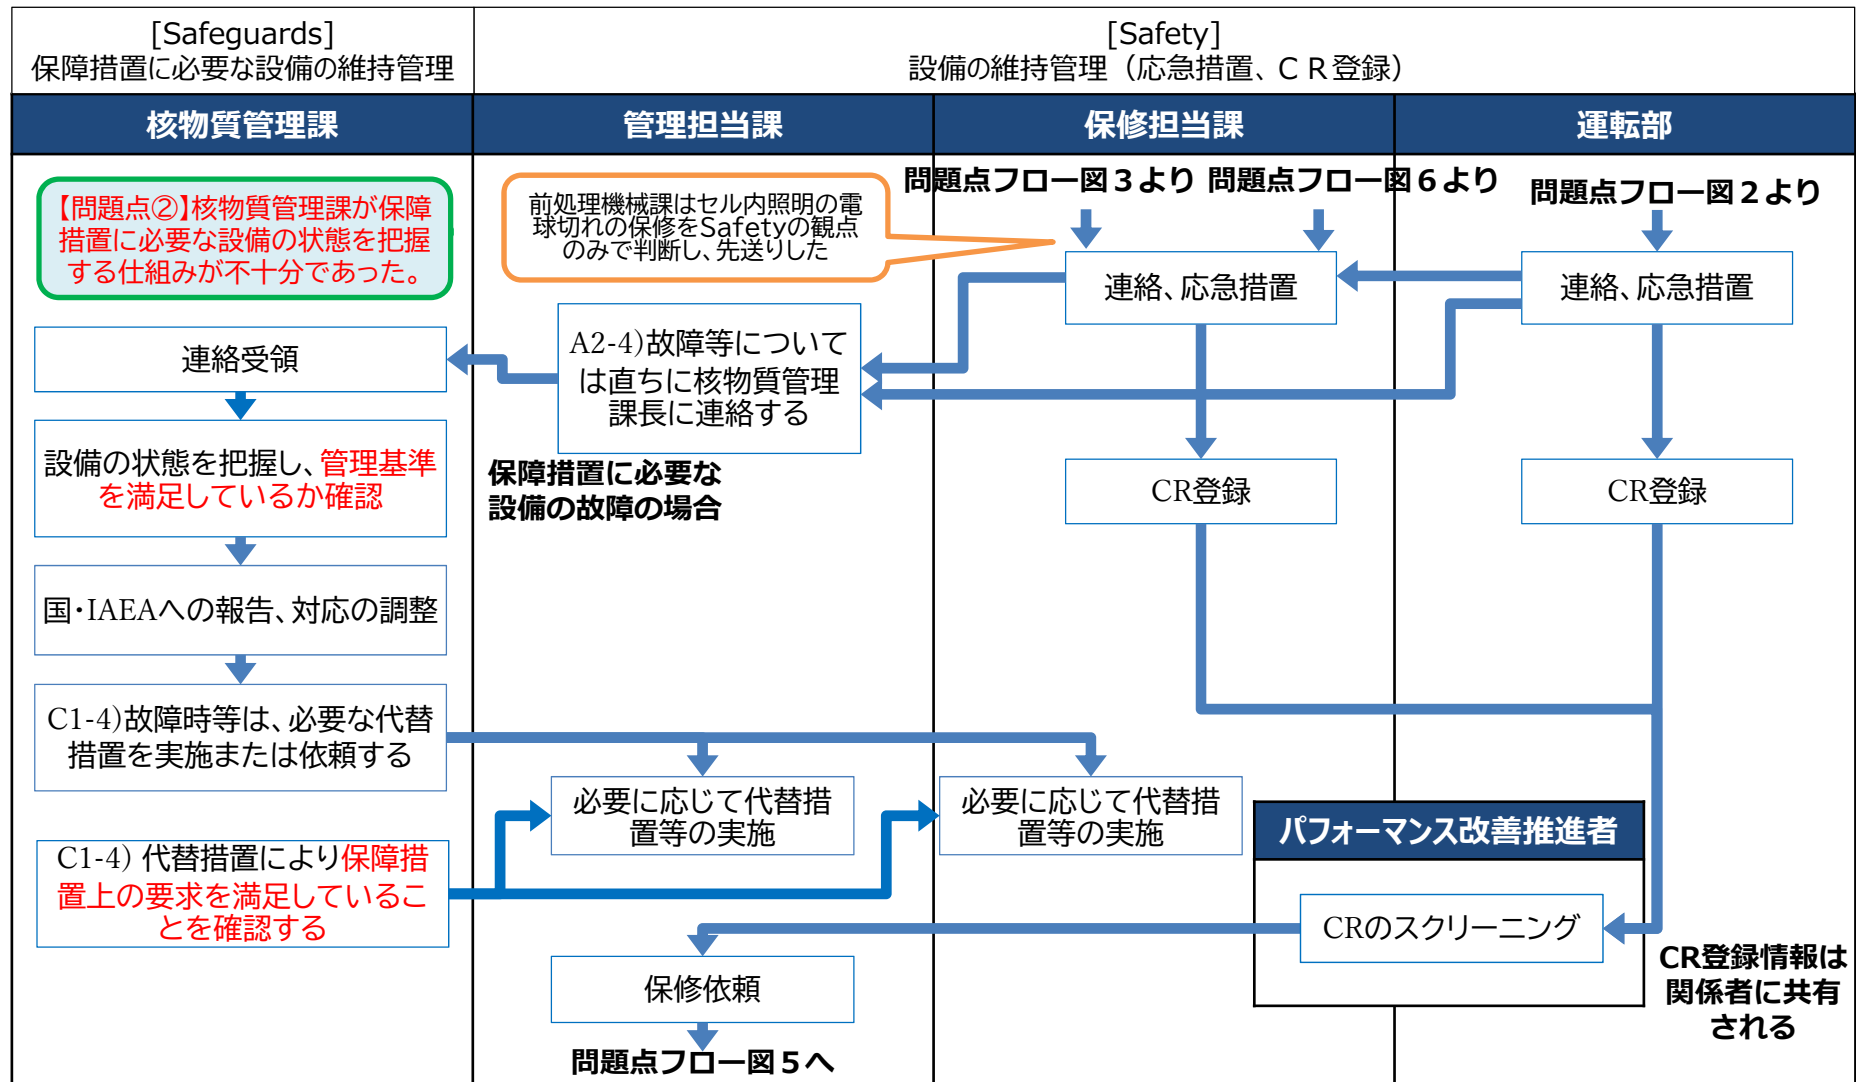 [Safeguards]
保障措置に必要な設備の維持管理
[Safety]
設備の維持管理（応急措置、ＣＲ登録）
核物質管理課
管理担当課
保修担当課
運転部
【問題点②】核物質管理課が保障
措置に必要な設備の状態を把握
する仕組みが不十分であった。
前処理機械課はセル内照明の電
球切れの保修をSafetyの観点
のみで判断し、先送りした
問題点フロー図３より
問題点フロー図６より
問題点フロー図２より
連絡、応急措置
連絡、応急措置
連絡受領
A2-4)故障等について
は直ちに核物質管理
課長に連絡する
設備の状態を把握し、管理基準
を満足しているか確認
保障措置に必要な
設備の故障の場合
CR登録
CR登録
国・IAEAへの報告、対応の調整
C1-4)故障時等は、必要な代替
措置を実施または依頼する
必要に応じて代替措
置等の実施
必要に応じて代替措
置等の実施
パフォーマンス改善推進者
C1-4) 代替措置により保障措
置上の要求を満足しているこ
とを確認する
CRのスクリーニング
CR登録情報は
関係者に共有
される
保修依頼
問題点フロー図５へ